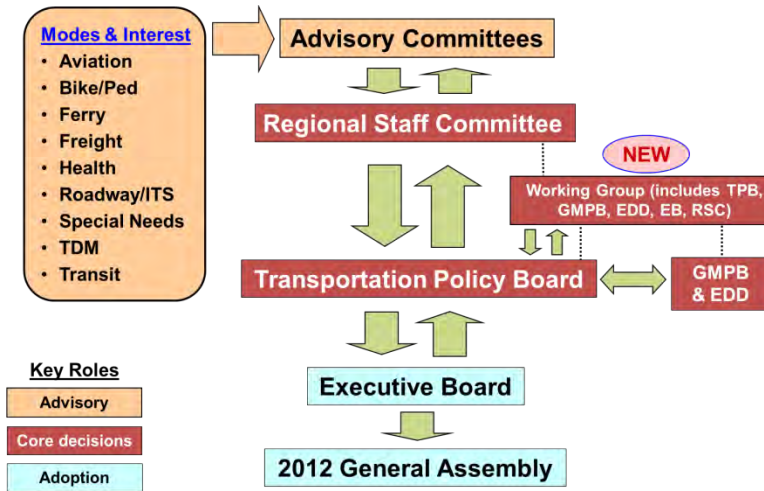 Modes & Interest
• Aviation
• Bike/Ped
• Ferry
• Freight
• Health
• Roadway/ITS
• Special Needs
• TDM
• Transit
Advisory Committees
Regional Staff Committee
NEW
Working Group (includes TPB,
GMPB, EDD, EB, RSC)
Transportation Policy Board
GMPB
& EDD
Executive Board
2012 General Assembly
Key Roles
Advisory
Core decisions
Adoption